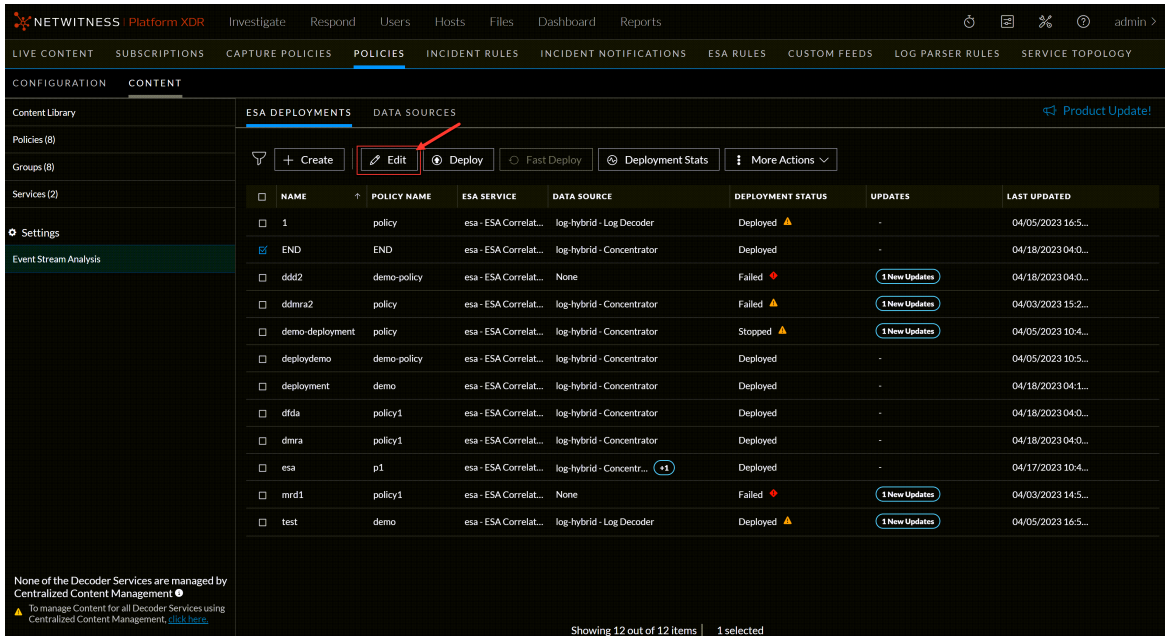 NETWITNESS Platform XDR Investigate Respond Users Hosts Files Dashboard Reports admin >
LIVE CONTENT SUBSCRIPTIONS CAPTURE POLICIES POLICIES INCIDENT RULES INCIDENT NOTIFICATIONS ESA RULES CUSTOM FEEDS LOG PARSER RULES SERVICE TOPOLOGY
CONFIGURATION CONTENT
Content Library
Policies (8)
Groups (8)
Services (2)
Settings
Event Stream Analysis
None of the Decoder Services are managed by
Centralized Content Management
To manage Content for all Decoder Services using
Centralized Content Management, click here.
ESA DEPLOYMENTS DATA SOURCES Product Update!
+ Create Edit Deploy Fast Deploy Deployment Stats More Actions
NAME ↑ POLICY NAME ESA SERVICE DATA SOURCE DEPLOYMENT STATUS UPDATES LAST UPDATED
1 policy esa - ESA Correlat... log-hybrid - Log Decoder Deployed - 04/05/2023 16:5...
END END esa - ESA Correlat... log-hybrid - Concentrator Deployed - 04/18/2023 04:0...
ddd2 demo-policy esa - ESA Correlat... None Failed 1 New Updates 04/18/2023 04:0...
ddmra2 policy esa - ESA Correlat... log-hybrid - Concentrator Failed 1 New Updates 04/03/2023 15:2...
demo-deployment policy esa - ESA Correlat... log-hybrid - Concentrator Stopped 1 New Updates 04/05/2023 10:4...
deploydemo demo-policy esa - ESA Correlat... log-hybrid - Concentrator Deployed - 04/05/2023 10:5...
deployment demo esa - ESA Correlat... log-hybrid - Concentrator Deployed - 04/18/2023 04:1...
dfda policy1 esa - ESA Correlat... log-hybrid - Concentrator Deployed - 04/18/2023 04:0...
dmra policy1 esa - ESA Correlat... log-hybrid - Concentrator Deployed - 04/18/2023 04:0...
esa p1 esa - ESA Correlat... log-hybrid - Concentr... +1 Deployed - 04/17/2023 10:4...
mrd1 policy1 esa - ESA Correlat... None Failed 1 New Updates 04/03/2023 14:5...
test demo esa - ESA Correlat... log-hybrid - Log Decoder Deployed 1 New Updates 04/05/2023 16:5...
Showing 12 out of 12 items | 1 selected